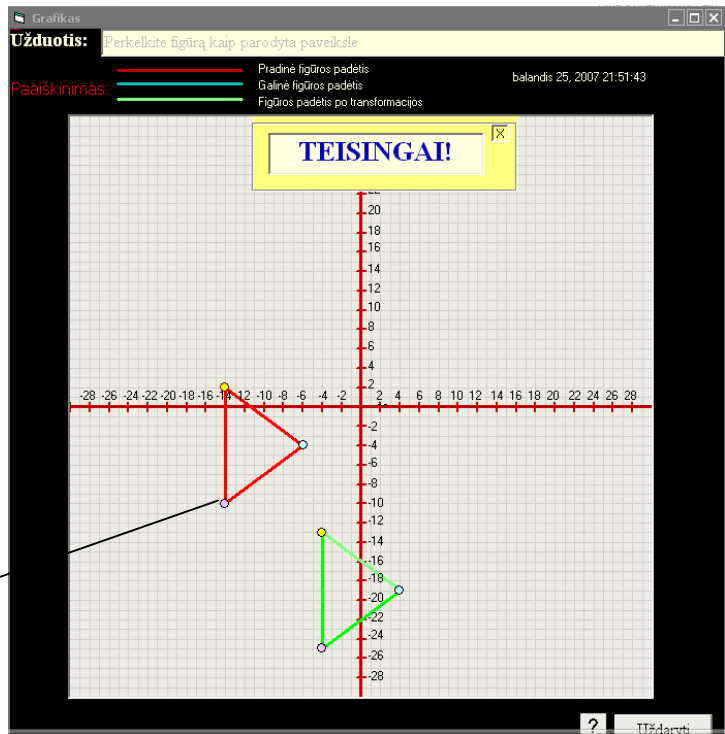 Grafikas
Užduotis: Perkelkite figūrą kaip parodyta paveiksle
Paaiškinimas:
Pradinė figūros padėtis
Galinė figūros padėtis
Figūros padėtis po transformacijos
balandis 25, 2007 21:51:43
TEISINGAI!
X
20
18
16
14
12
10
8
6
4
2
-28 -26 -24 -22 -20 -18 -16 -14 -12 -10 -8 -6 -4 -2 2 4 6 8 10 12 14 16 18 20 22 24 26 28
-2
-4
-6
-8
-10
-12
-14
-16
-18
-20
-22
-24
-26
-28
? Uždaryti